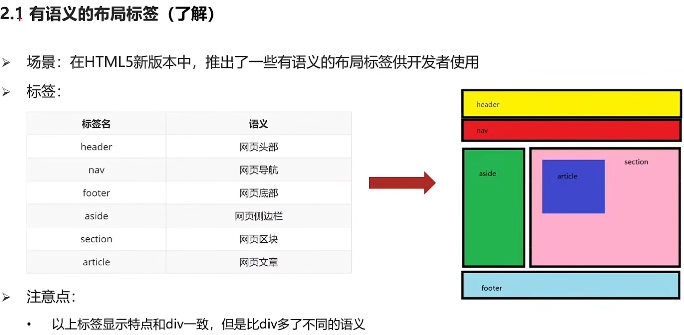 2.1 有语义的布局标签（了解）
➢ 场景：在HTML5新版本中，推出了一些有语义的布局标签供开发者使用
➢ 标签：
标签名 语义
header 网页头部
nav 网页导航
footer 网页底部
aside 网页侧边栏
section 网页区块
article 网页文章
header
nav
aside
section
article
footer
➢ 注意点：
• 以上标签显示特点和div一致，但是比div多了不同的语义